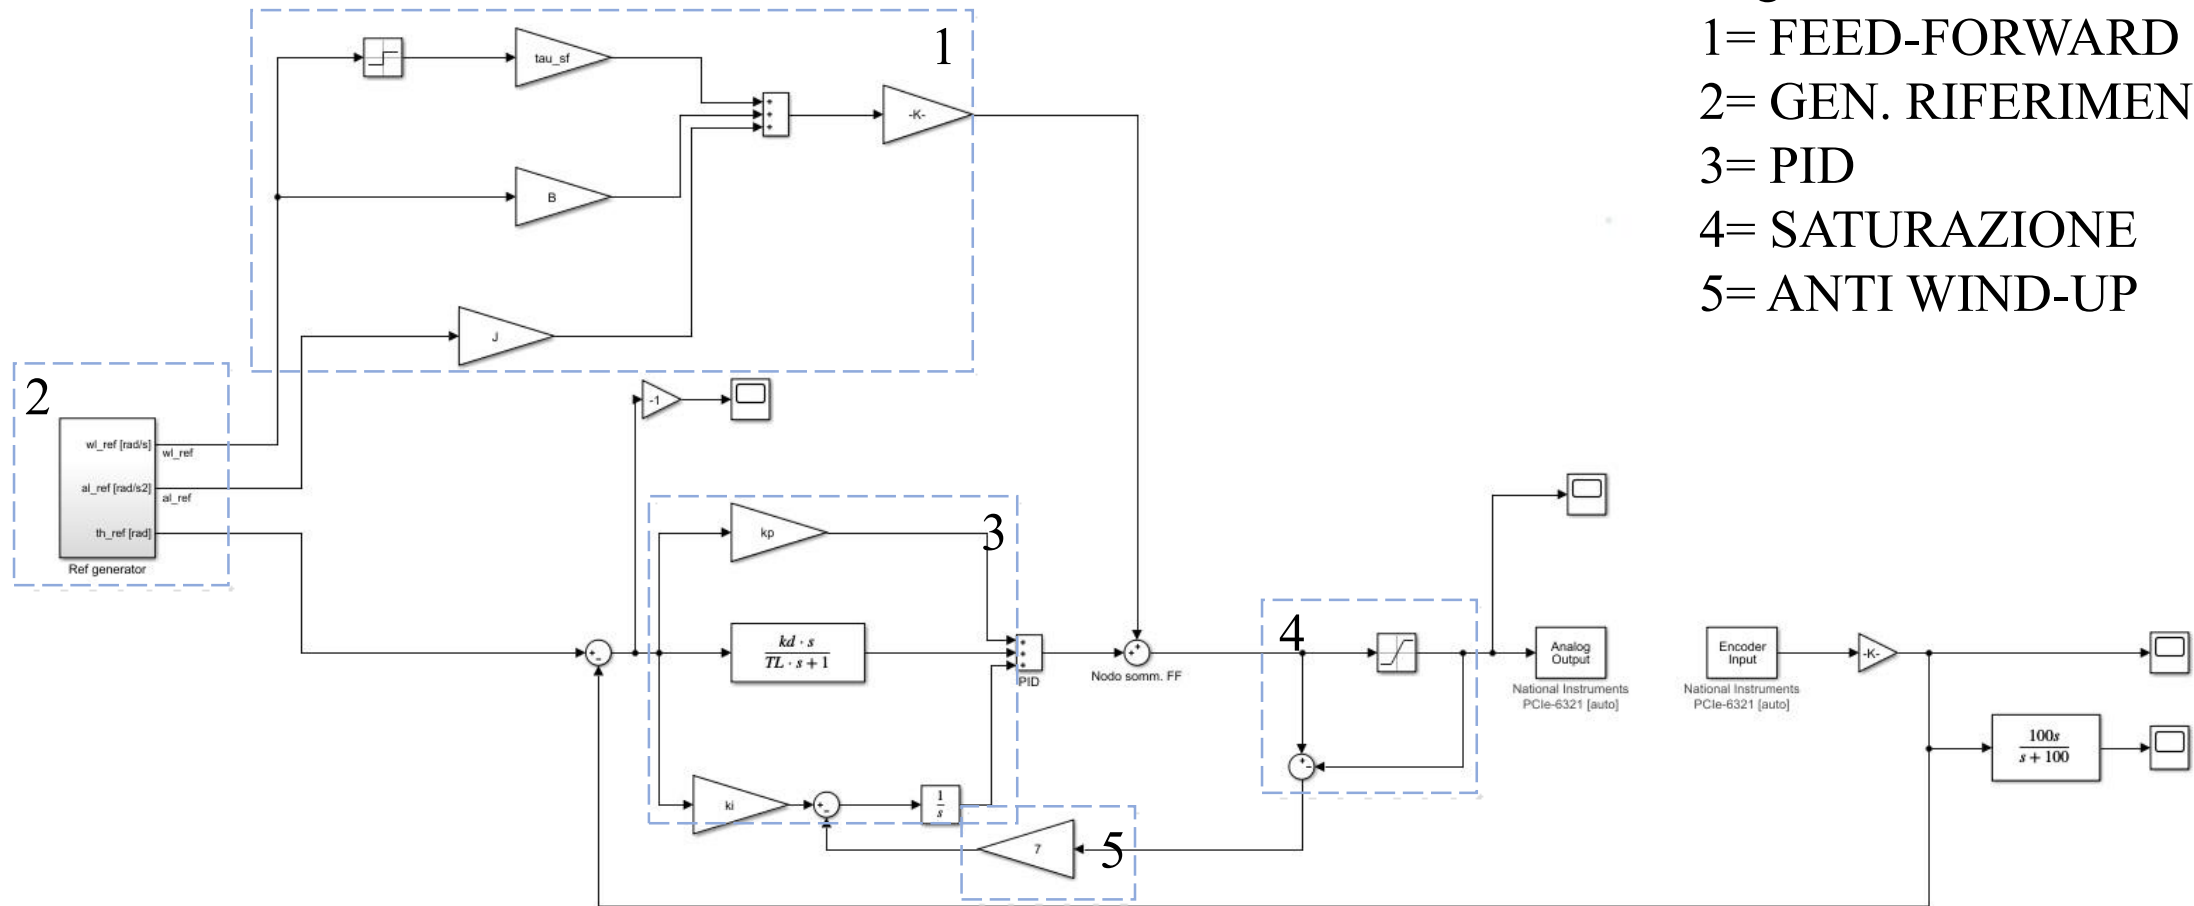 1= FEED-FORWARD
2= GEN. RIFERIMEN
3= PID
4= SATURAZIONE
5= ANTI WIND-UP
1
tau_sf
-K-
B
J
2
wl_ref [rad/s]
wl_ref
al_ref [rad/s2]
al_ref
th_ref [rad]
Ref generator
-1
3
kp
kd · s
TL · s + 1
PID
ki
1
s
7
5
Nodo somm. FF
4
Analog
Output
National Instruments
PCIe-6321 [auto]
Encoder
Input
National Instruments
PCIe-6321 [auto]
-K-
100s
s + 100